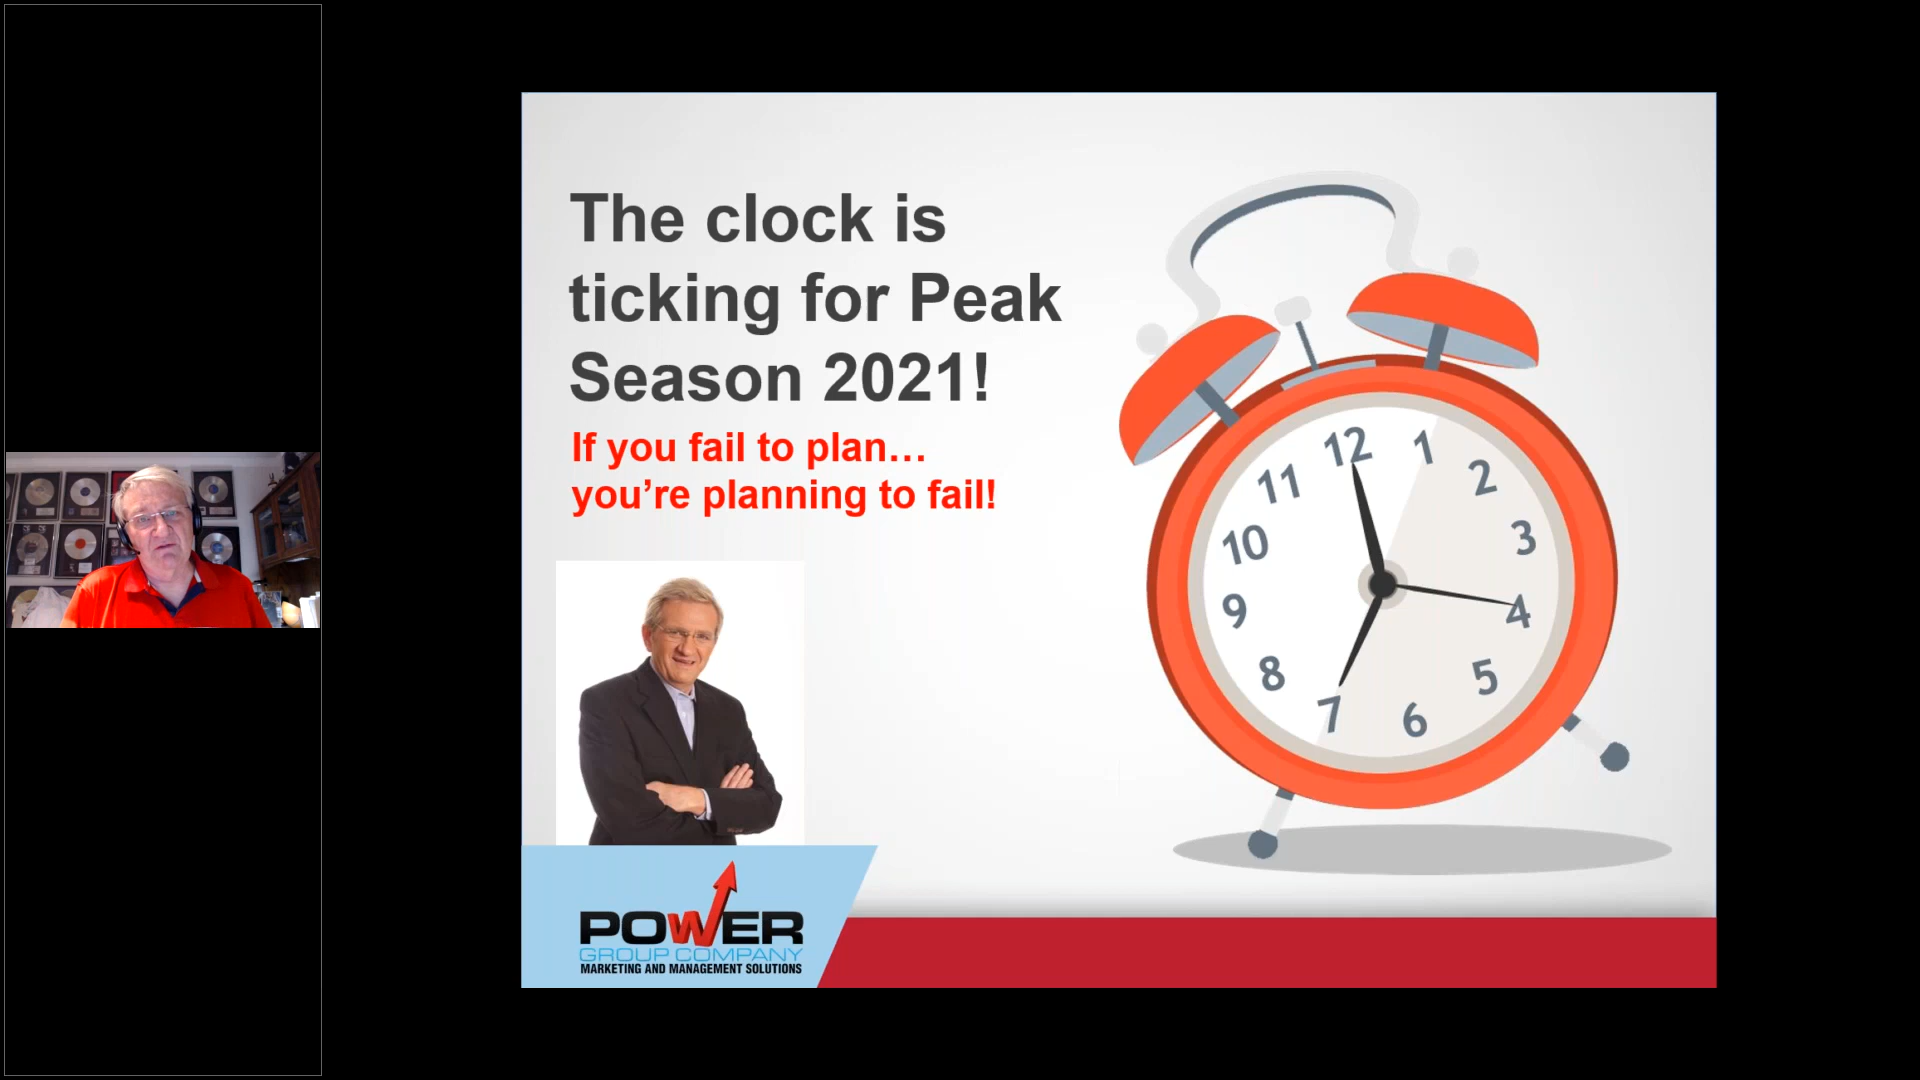 The clock is
ticking for Peak
Season 2021!
If you fail to plan…
you’re planning to fail!
12
1
2
3
4
5
6
7
8
9
10
11
POWER
GROUP COMPANY
MARKETING AND MANAGEMENT SOLUTIONS